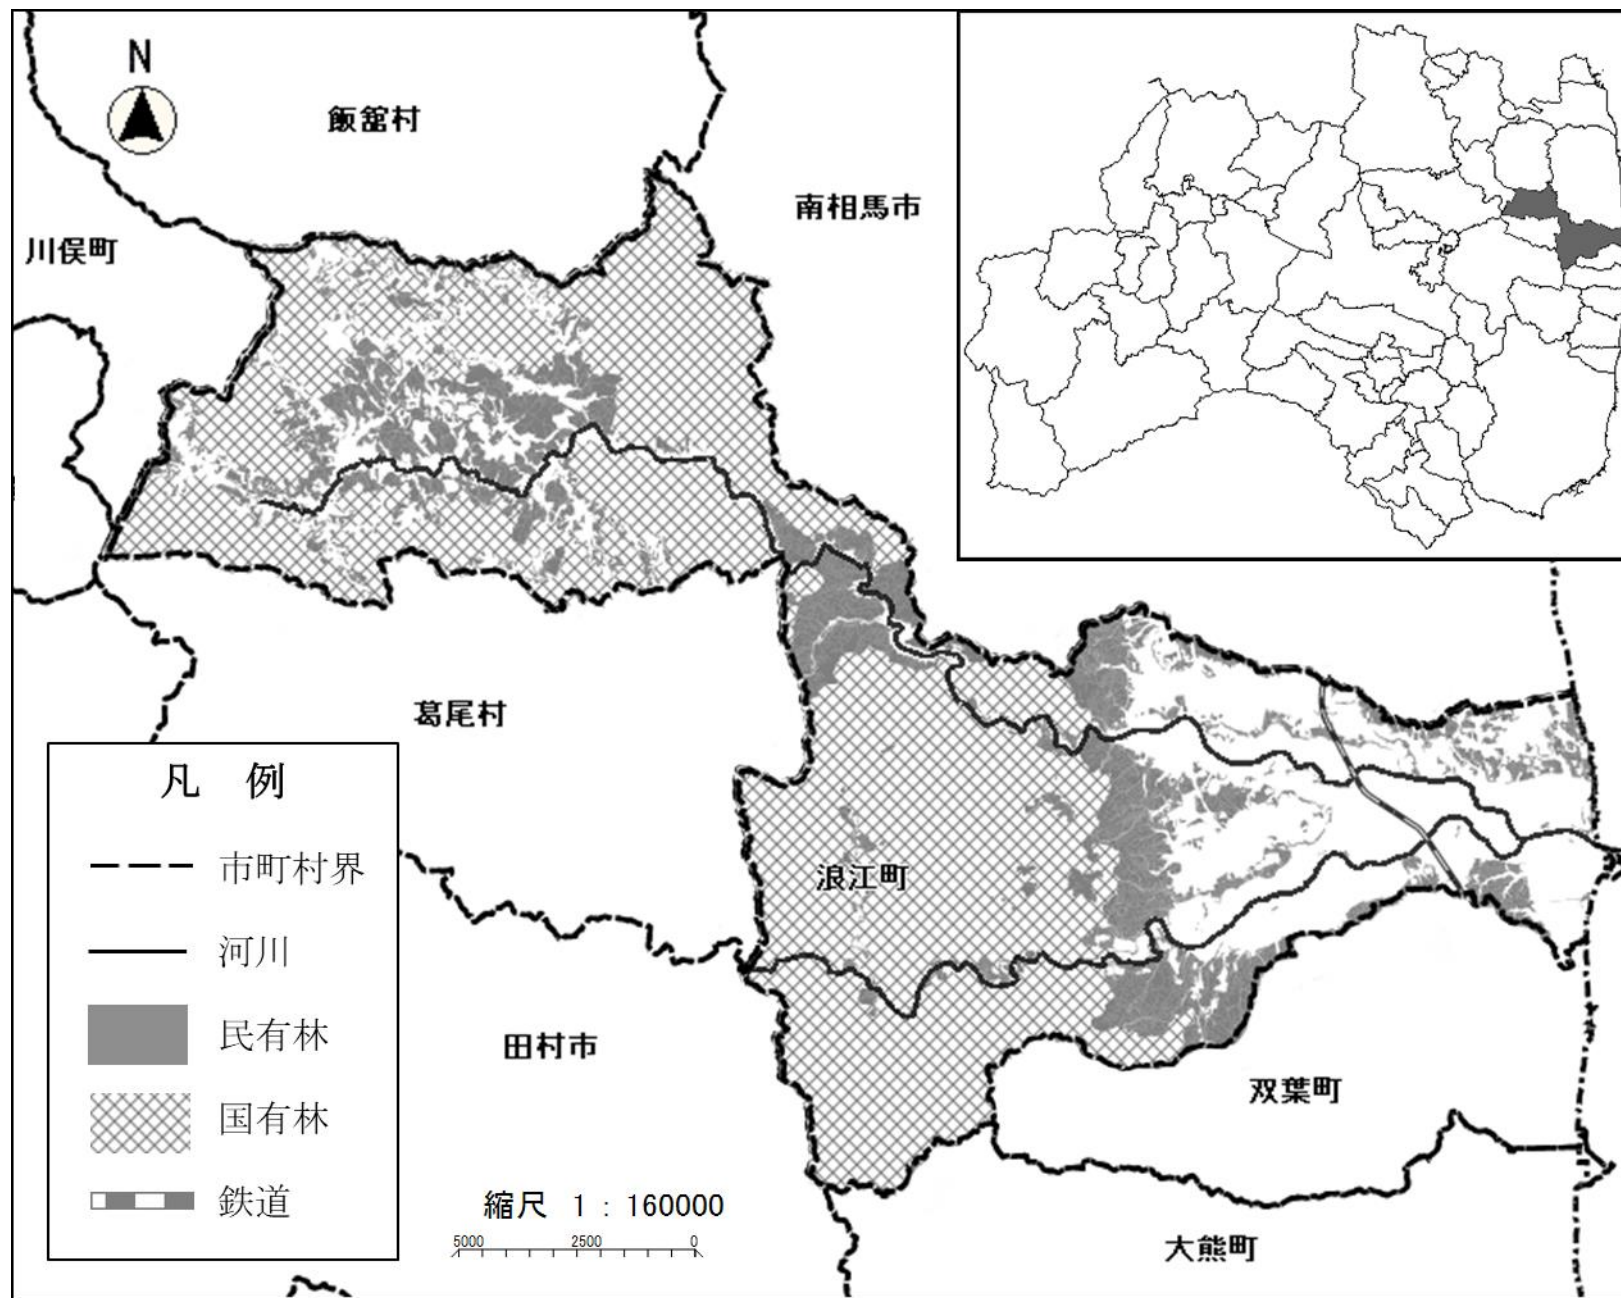 N
飯舘村
南相馬市
川俣町
葛尾村
凡 例
市町村界
浪江町
河川
民有林
田村市
双葉町
国有林
鉄道
縮尺 1 : 160000
5000 2500 0
大熊町